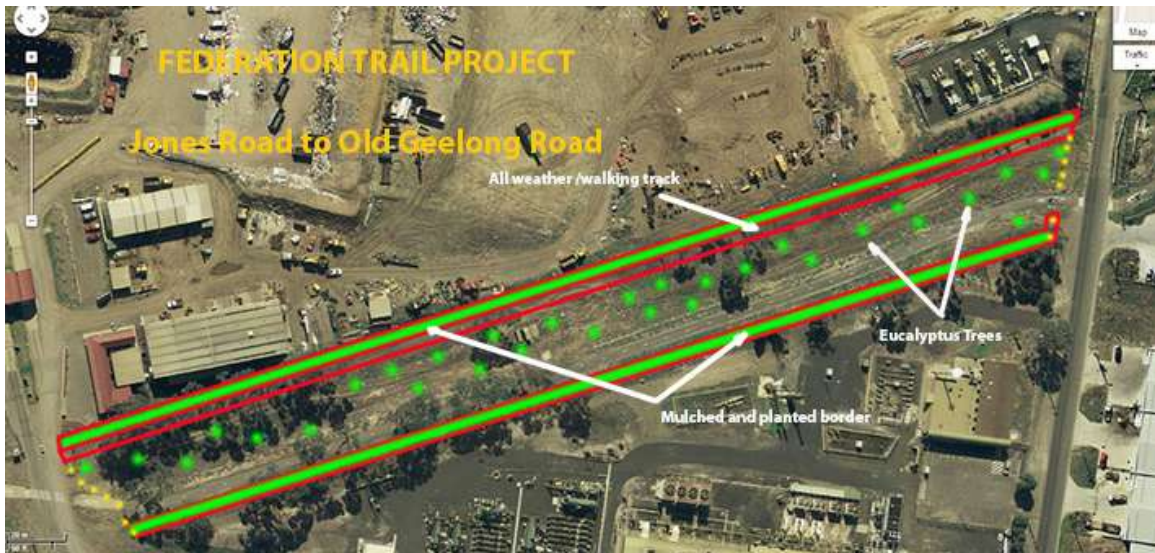 FEDERATION TRAIL PROJECT
Map
Traffic
Jones Road to Old Geelong Road
All weather /walking track
Eucalyptus Trees
Mulched and planted border